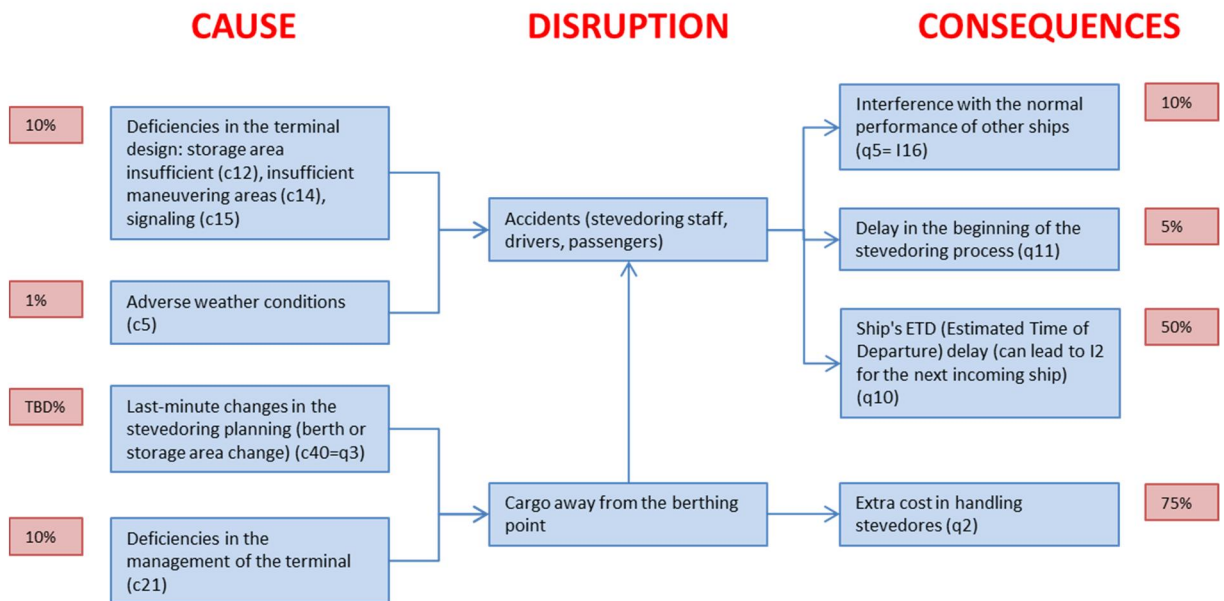 CAUSE
DISRUPTION
CONSEQUENCES
10%
Deficiencies in the terminal
design: storage area
insufficient (c12), insufficient
maneuvering areas (c14),
signaling (c15)
1%
Adverse weather conditions
(c5)
TBD%
Last-minute changes in the
stevedoring planning (berth or
storage area change) (c40=q3)
10%
Deficiencies in the
management of the terminal
(c21)
Accidents (stevedoring staff,
drivers, passengers)
Cargo away from the berthing
point
Interference with the normal
performance of other ships
(q5= I16)
10%
Delay in the beginning of the
stevedoring process (q11)
5%
Ship's ETD (Estimated Time of
Departure) delay (can lead to I2
for the next incoming ship)
(q10)
50%
Extra cost in handling
stevedores (q2)
75%